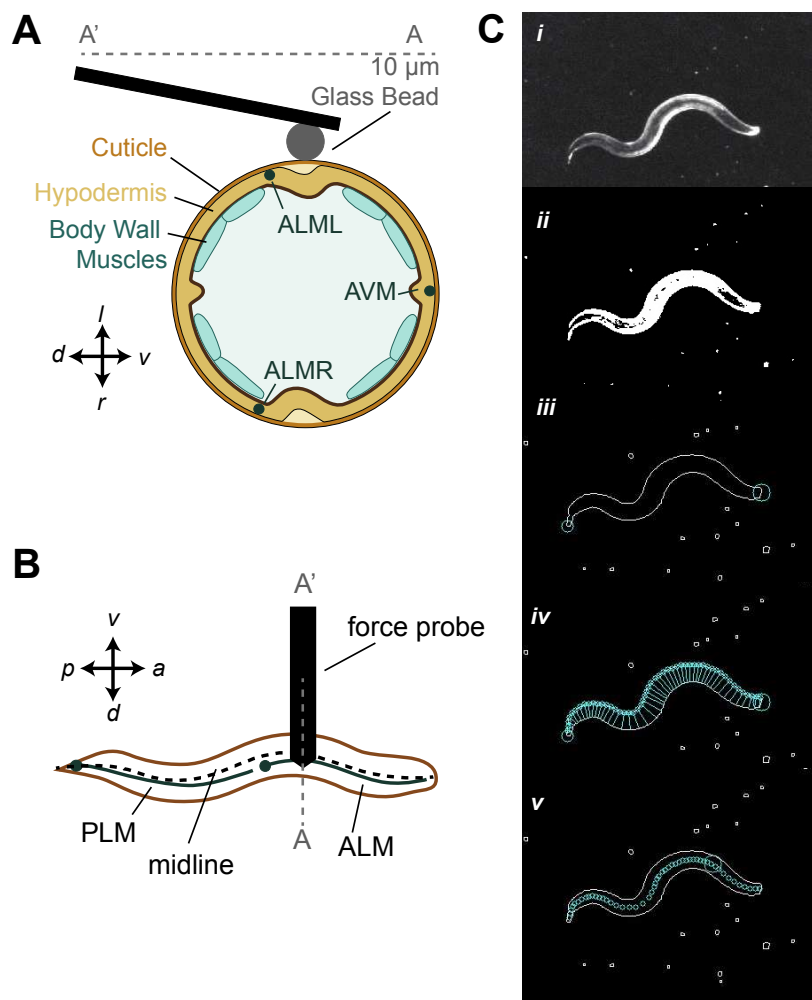 A
A'
A
10 µm
Glass Bead
Cuticle
Hypodermis
Body Wall
Muscles
ALML
AVM
ALMR
l
d
v
r
B
A'
v
p
a
d
force probe
PLM
midline
A
ALM
C
i
ii
iii
iv
v